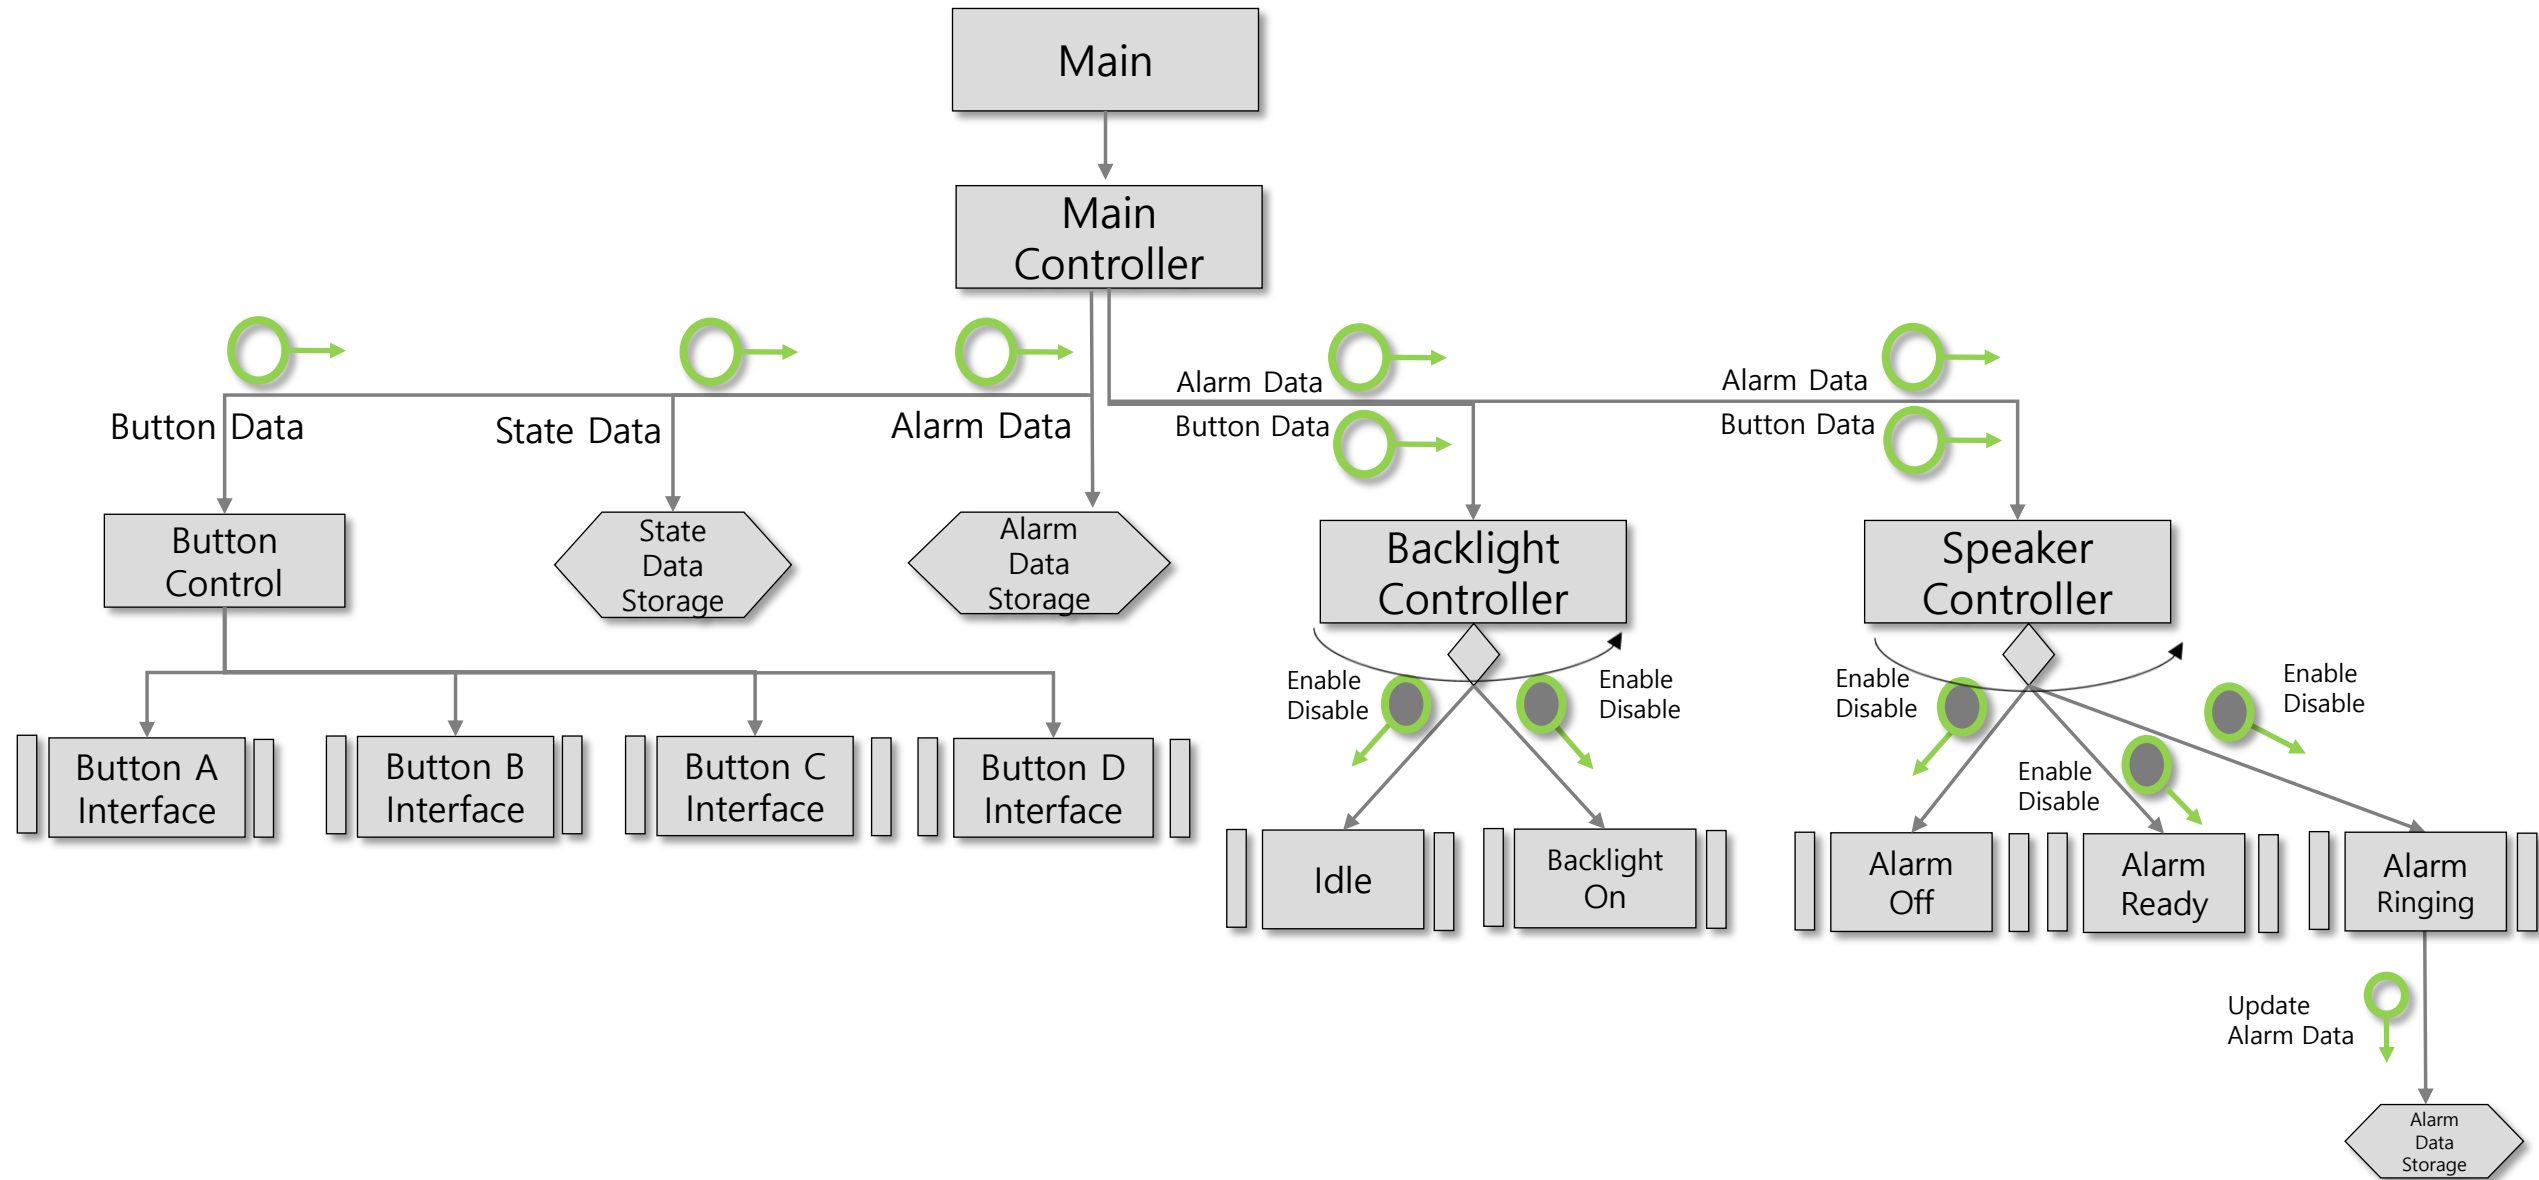 Main
Main
Controller
Alarm Data
Alarm Data
Button Data
State Data
Alarm Data
Button Data
Button Data
Button
Control
State
Data
Storage
Alarm
Data
Storage
Backlight
Controller
Speaker
Controller
Enable
Disable
Enable
Disable
Enable
Disable
Enable
Disable
Enable
Disable
Button A
Interface
Button B
Interface
Button C
Interface
Button D
Interface
Idle
Backlight
On
Alarm
Off
Alarm
Ready
Alarm
Ringing
Update
Alarm Data
Alarm
Data
Storage